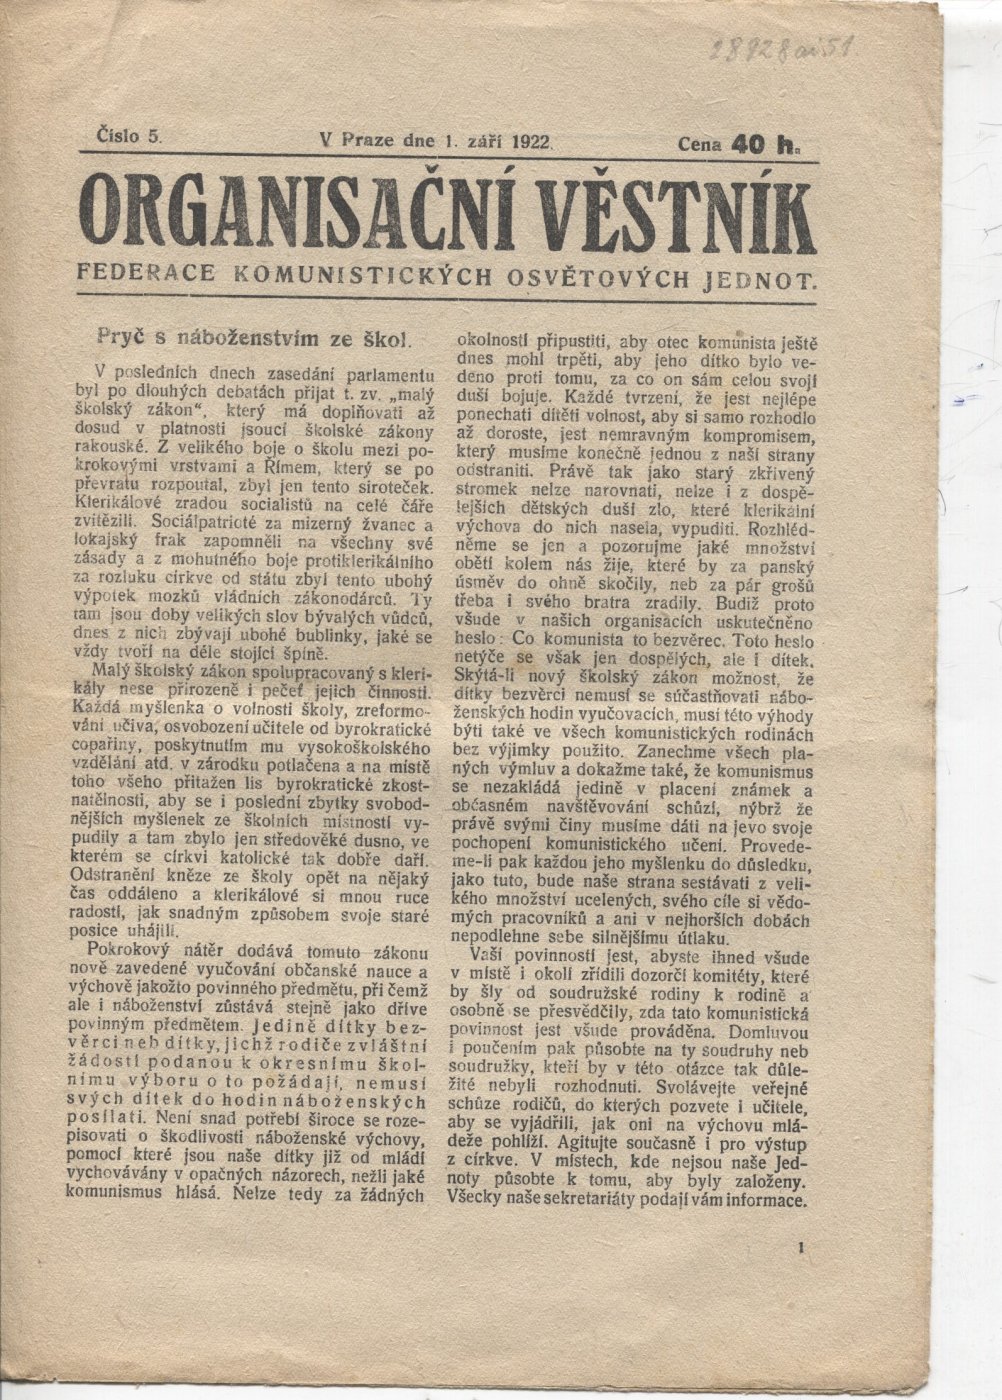 Číslo 5.
V Praze dne 1. září 1922.
Cena 40 h.
ORGANISAČNÍ VĚSTNÍK
FEDERACE KOMUNISTICKÝCH OSVĚTOVÝCH JEDNOT.
Pryč s náboženstvím ze škol.
V posledních dnech zasedání parlamentu
byl po dlouhých debatách přijat t. zv. „malý
školský zákon“, který má doplňovati až
dosud v platnosti jsoucí školské zákony
rakouské. Z velikého boje o školu mezi po-
krokovými vrstvami a Římem, který se po
převratu rozpoutal, zbyl jen tento siroteček.
Klerikálové zradou socialistů na celé čáře
zvítězili. Sociálpatrioté za mizerný žvanec a
lokajský frak zapomněli na všechny své
zásady a z mohutného boje protiklerikálního
za rozluku církve od státu zbyl tento ubohý
výpotek mozků vládních zákonodárců. Ty
tam jsou doby velikých slov bývalých vůdců,
dnes z nich zbývají ubohé bublinky, jaké se
vždy tvoří na déle stojící špíně.
Malý školský zákon spolupracovaný s kleri-
kály nese přirozeně i pečeť jejich činnosti.
Každá myšlenka o volnosti školy, zreformo-
vání učiva, osvobození učitele od byrokratické
copařiny, poskytnutím mu vysokoškolského
vzdělání atd. v zárodku potlačena a na místě
toho všeho přitažen lis byrokratické zkost-
natělnosti, aby se i poslední zbytky svobod-
nějších myšlenek ze školních místností vy-
pudily a tam zbylo jen středověké dusno, ve
kterém se církvi katolické tak dobře daří.
Odstranění kněze ze školy opět na nějaký
čas oddáleno a klerikálové si mnou ruce
radostí, jak snadným způsobem svoje staré
posice uhájili.
Pokrokový nátěr dodává tomuto zákonu
nově zavedené vyučování občanské nauce a
výchově jakožto povinného předmětu, při čemž
ale i náboženství zůstává stejně jako dříve
povinným předmětem. Jedině dítky bez-
věrci neb dítky, jichž rodiče zvláštní
žádostí podanou k okresnímu škol-
nímu výboru o to požádají, nemusí
svých dítek do hodin náboženských
posílati. Není snad potřebí široce se roze-
pisovati o škodlivosti náboženské výchovy,
pomocí které jsou naše dítky již od mládí
vychovávány v opačných názorech, nežli jaké
komunismus hlásá. Nelze tedy za žádných
okolností připustiti, aby otec komunista ještě
dnes mohl trpěti, aby jeho dítko bylo ve-
deno proti tomu, za co on sám celou svojí
duší bojuje. Každé tvrzení, že jest nejlépe
ponechati dítěti volnost, aby si samo rozhodlo
až doroste, jest nemravným kompromisem,
který musíme konečně jednou z naší strany
odstraniti. Právě tak jako starý zkřivený
stromek nelze narovnati, nelze i z dospě-
lejších dětských duší zlo, které klerikální
výchova do nich nasela, vypuditi. Rozhléd-
něme se jen a pozorujme jaké množství
obětí kolem nás žije, které by za panský
úsměv do ohně skočily, neb za pár grošů
třeba i svého bratra zradily. Budiž proto
všude v našich organisacích uskutečněno
heslo: Co komunista to bezvěrec. Toto heslo
netýče se však jen dospělých, ale i dítek.
Skýtá-li nový školský zákon možnost, že
dítky bezvěrci nemusí se súčastňovati nábo-
ženských hodin vyučovacích, musí této výhody
býti také ve všech komunistických rodinách
bez výjimky použito. Zanechme všech pla-
ných výmluv a dokažme také, že komunismus
se nezakládá jedině v placení známek a
občasném navštěvování schůzí, nýbrž že
právě svými činy musíme dáti na jevo svoje
pochopení komunistického učení. Provede-
me-li pak každou jeho myšlenku do důsledku,
jako tuto, bude naše strana sestávati z veli-
kého množství ucelených, svého cíle si vědo-
mých pracovníků a ani v nejhorších dobách
nepodlehne sebe silnějšímu útlaku.
Vaší povinností jest, abyste ihned všude
v místě i okolí zřídili dozorčí komitéty, které
by šly od soudružské rodiny k rodině a
osobně se přesvědčily, zda tato komunistická
povinnost jest všude prováděna. Domluvou
i poučením pak působte na ty soudruhy neb
soudružky, kteří by v této otázce tak důle-
žité nebyli rozhodnuti. Svolávejte veřejné
schůze rodičů, do kterých pozvete i učitele,
aby se vyjádřili, jak oni na výchovu mlá-
deže pohlíží. Agitujte současně i pro výstup
z církve. V místech, kde nejsou naše Jed-
noty působte k tomu, aby byly založeny.
Všecky naše sekretariáty podají vám informace.
1